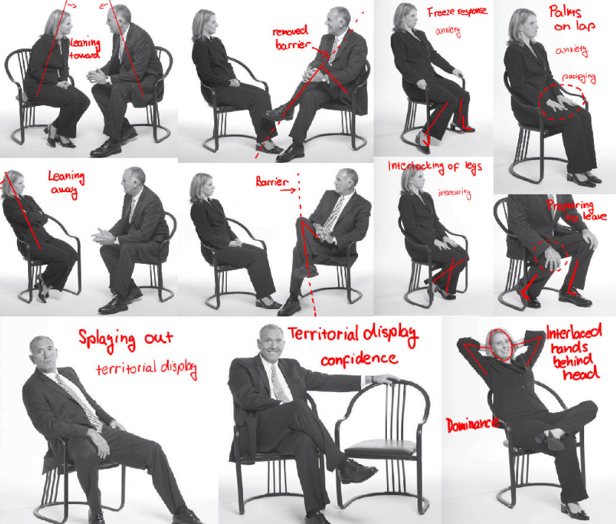 Leaning
toward
removed
barrier
Freeze response
anxiety
Palms
on lap
anxiety
pacifying
Leaning
away
Barrier
Interlocking of legs
insecurity
Preparing
to leave
Splaying out
territorial display
Territorial display
confidence
Interlaced
hands
behind
head
Dominance